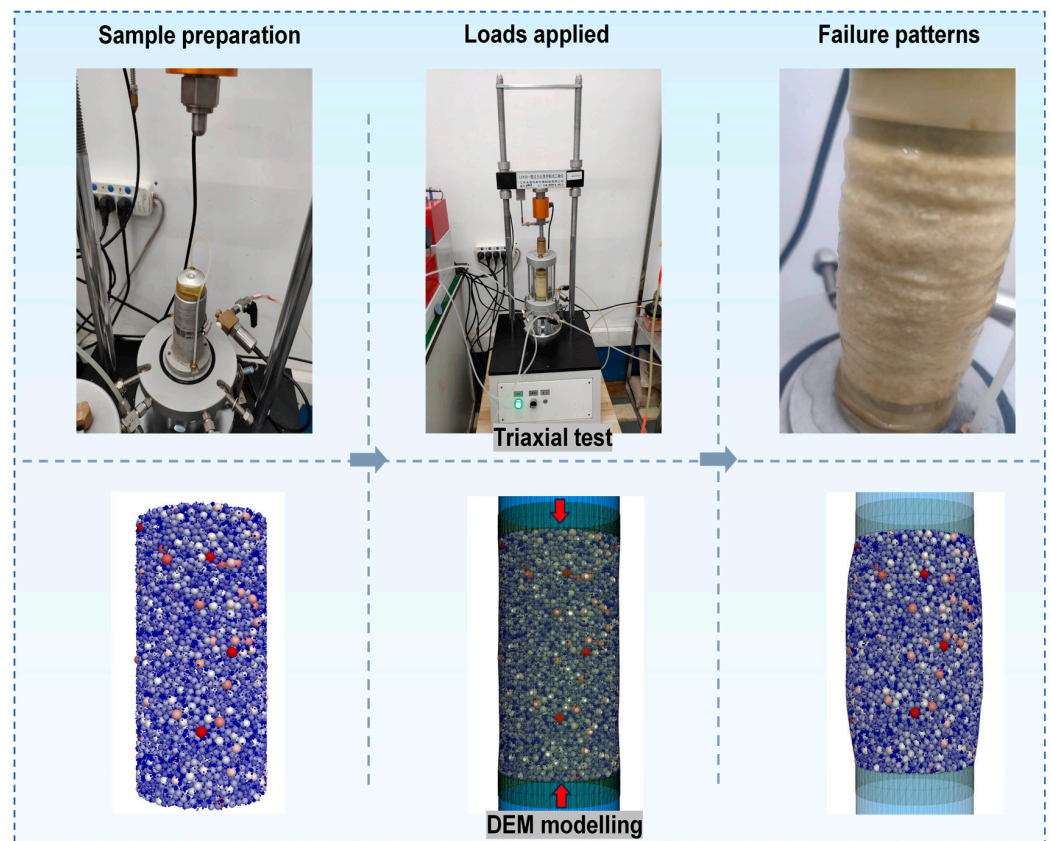 Sample preparation
Loads applied
Failure patterns
Triaxial test
DEM modelling